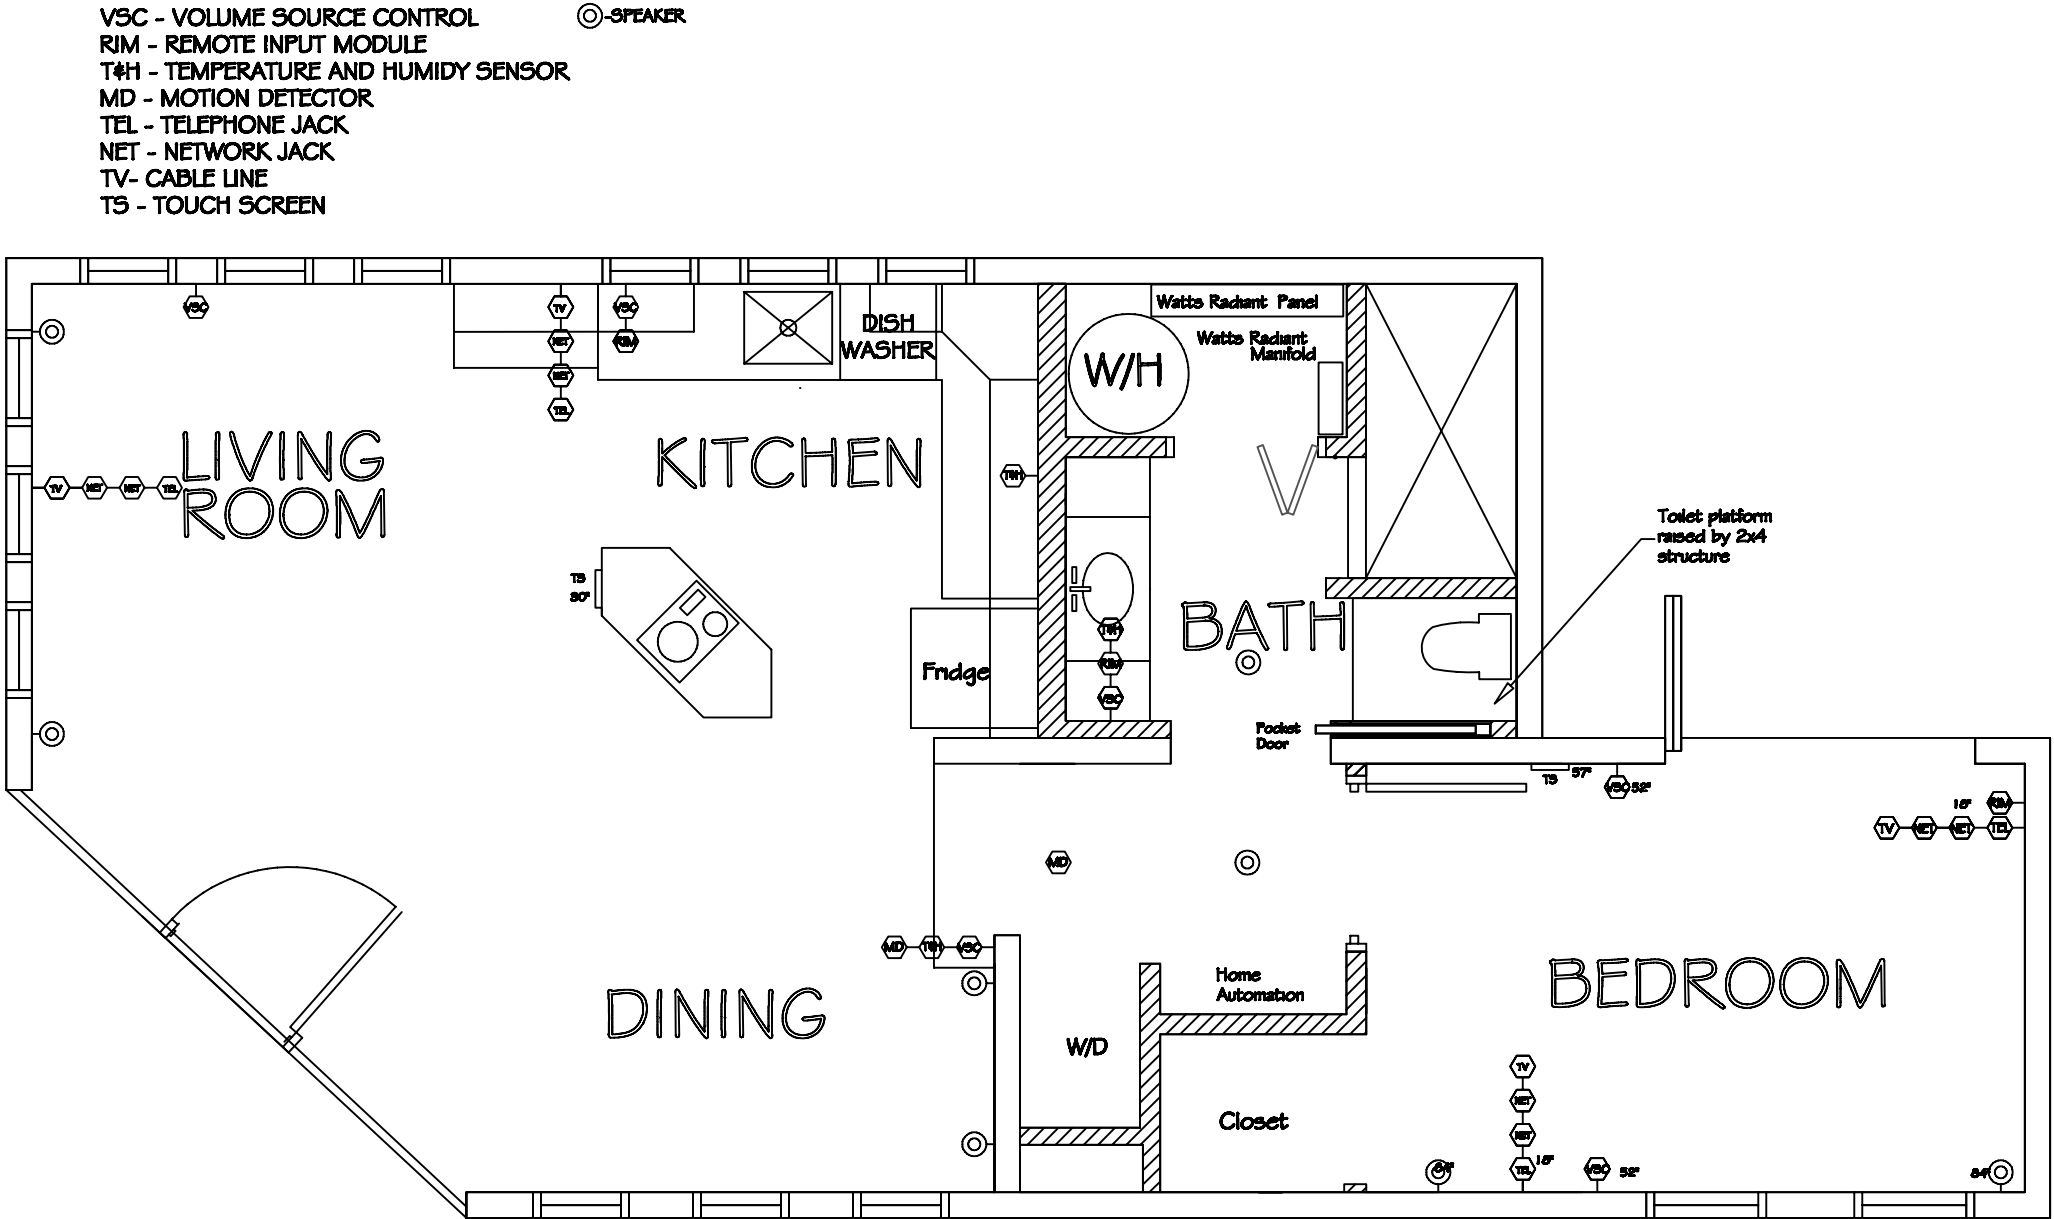 VSC - VOLUME SOURCE CONTROL
-SPEAKER
RIM - REMOTE INPUT MODULE
T&H - TEMPERATURE AND HUMIDY SENSOR
MD - MOTION DETECTOR
TEL - TELEPHONE JACK
NET - NETWORK JACK
TV- CABLE LINE
TS - TOUCH SCREEN
VSC
TV
NET
NET
TEL
VSC
RIM
DISH
WASHER
Watts Radiant Panel
Watts Radiant
Manifold
W/H
LIVING
ROOM
TV
NET
NET
TEL
KITCHEN
T&H
TS
30"
Fridge
T&H
RIM
VSC
BATH
Toilet platform
raised by 2x4
structure
Pocket
Door
TS
57"
VSC
52"
18"
RIM
TV
NET
NET
TEL
MD
MD
T&H
VSC
DINING
Home
Automation
W/D
Closet
BEDROOM
TV
NET
NET
TEL
18"
VSC
52"
84"
84"